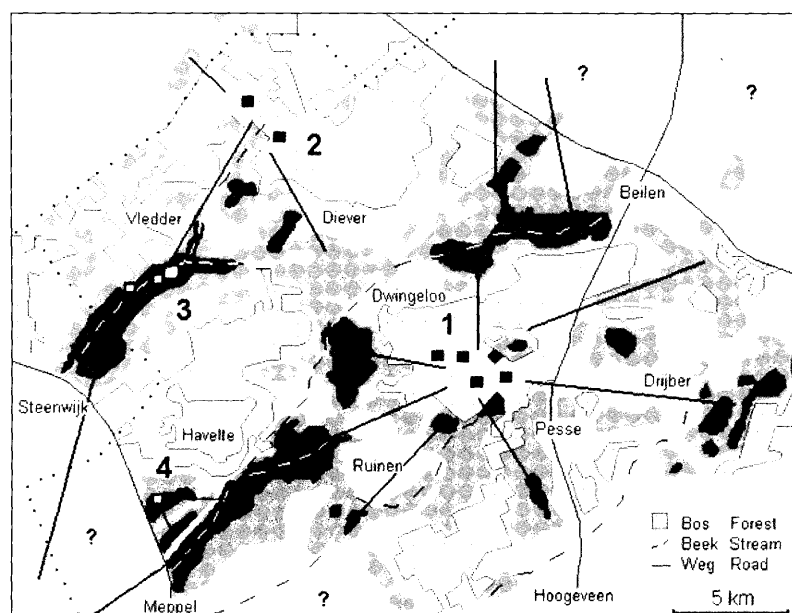 ?
?
2
Beilen
Vledder
Diever
3
Dwingeloo
1
Steenwijk
Drijber
Havelte
Pesse
4
Ruinen
?
Bos Forest
Beek Stream
Weg Road
Meppel
?
Hoogeveen
5 km